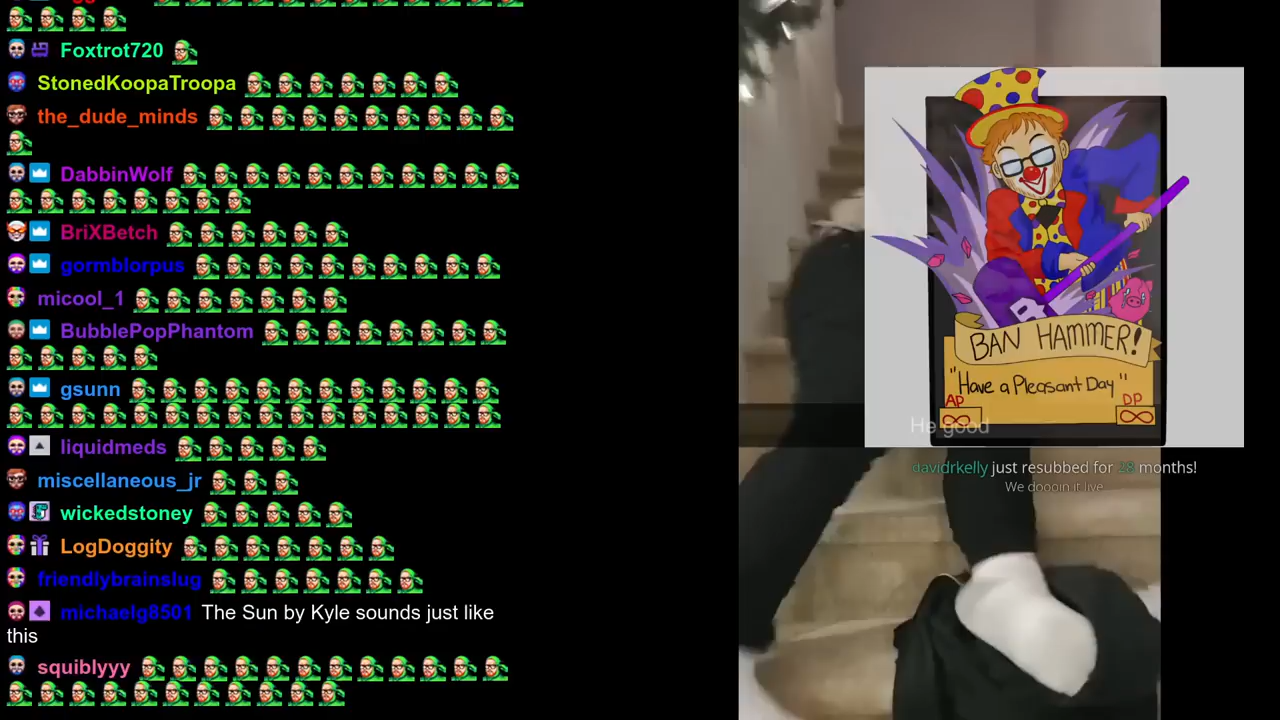 Foxtrot720
StonedKoopaTroopa
the_dude_minds
DabbinWolf
BriXBetch
gormblorpus
micool_1
BubblePopPhantom
gsunn
liquidmeds
miscellaneous_jr
wickedstoney
LogDoggity
friendlybrainslug
michaelg8501 The Sun by Kyle sounds just like
this
squiblyyy
BAN HAMMER!
"Have a Pleasant Day"
AP DP
∞ ∞
He good
davidrkelly just resubbed for 28 months!
We doooin it live